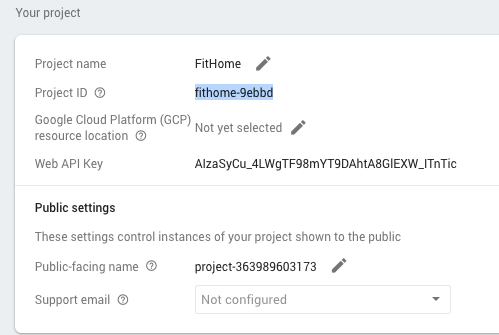 Your project
Project name FitHome
Project ID fithome-9ebbd
Google Cloud Platform (GCP)
resource location Not yet selected
Web API Key AIzaSyCu_4LWgTF98mYT9DAhtA8GlEXW_ITnTic
Public settings
These settings control instances of your project shown to the public
Public-facing name project-363989603173
Support email Not configured